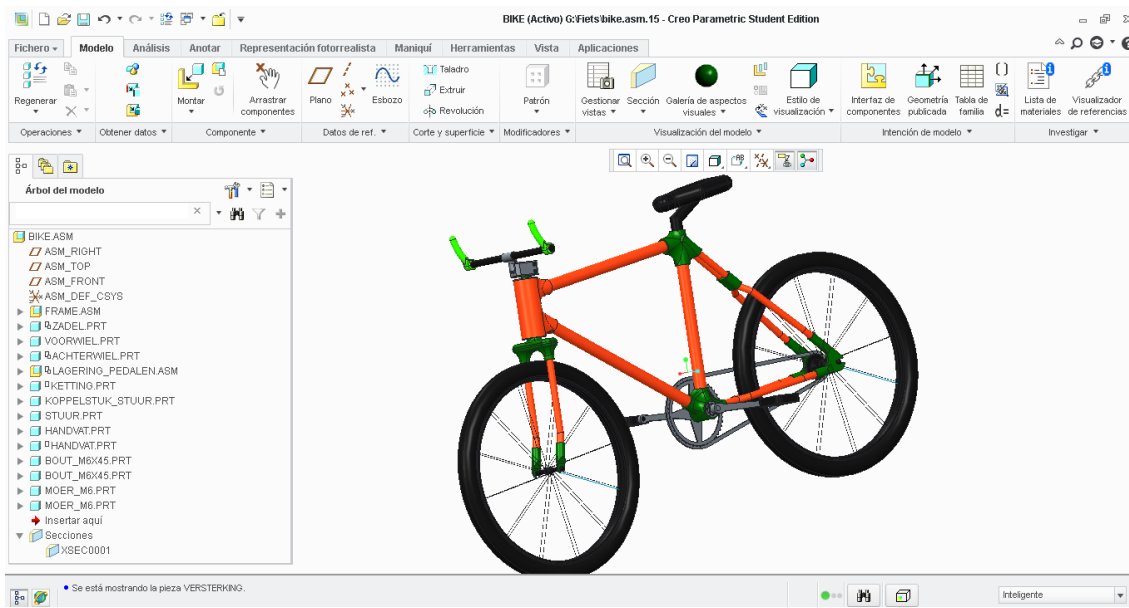 BIKE (Activo) G:\Fiets\bike.asm.15 - Creo Parametric Student Edition
Fichero Modelo Análisis Anotar Representación fotorrealista Maniquí Herramientas Vista Aplicaciones
Regenerar
Montar
Arrastrar componentes
Plano
Esbozo
Taladro
Extruir
Revolución
Patrón
Gestionar vistas
Sección
Galería de aspectos visuales
Estilo de visualización
Interfaz de componentes
Geometría publicada
Tabla de familia
d=
Lista de materiales
Visualizador de referencias
Operaciones Obtener datos Componente Datos de ref. Corte y superficie Modificadores Visualización del modelo Intención de modelo Investigar
Árbol del modelo
BIKE.ASM
ASM_RIGHT
ASM_TOP
ASM_FRONT
ASM_DEF_CSYS
FRAME.ASM
ZADEL.PRT
VOORWIEL.PRT
ACHTERWIEL.PRT
LAGERING_PEDALEN.ASM
KETTING.PRT
KOPPELSTUK_STUUR.PRT
STUUR.PRT
HANDVAT.PRT
HANDVAT.PRT
BOUT_M6X45.PRT
BOUT_M6X45.PRT
MOER_M6.PRT
MOER_M6.PRT
Insertar aquí
Secciones
XSEC0001
Se está mostrando la pieza VERSTERKING.
Inteligente